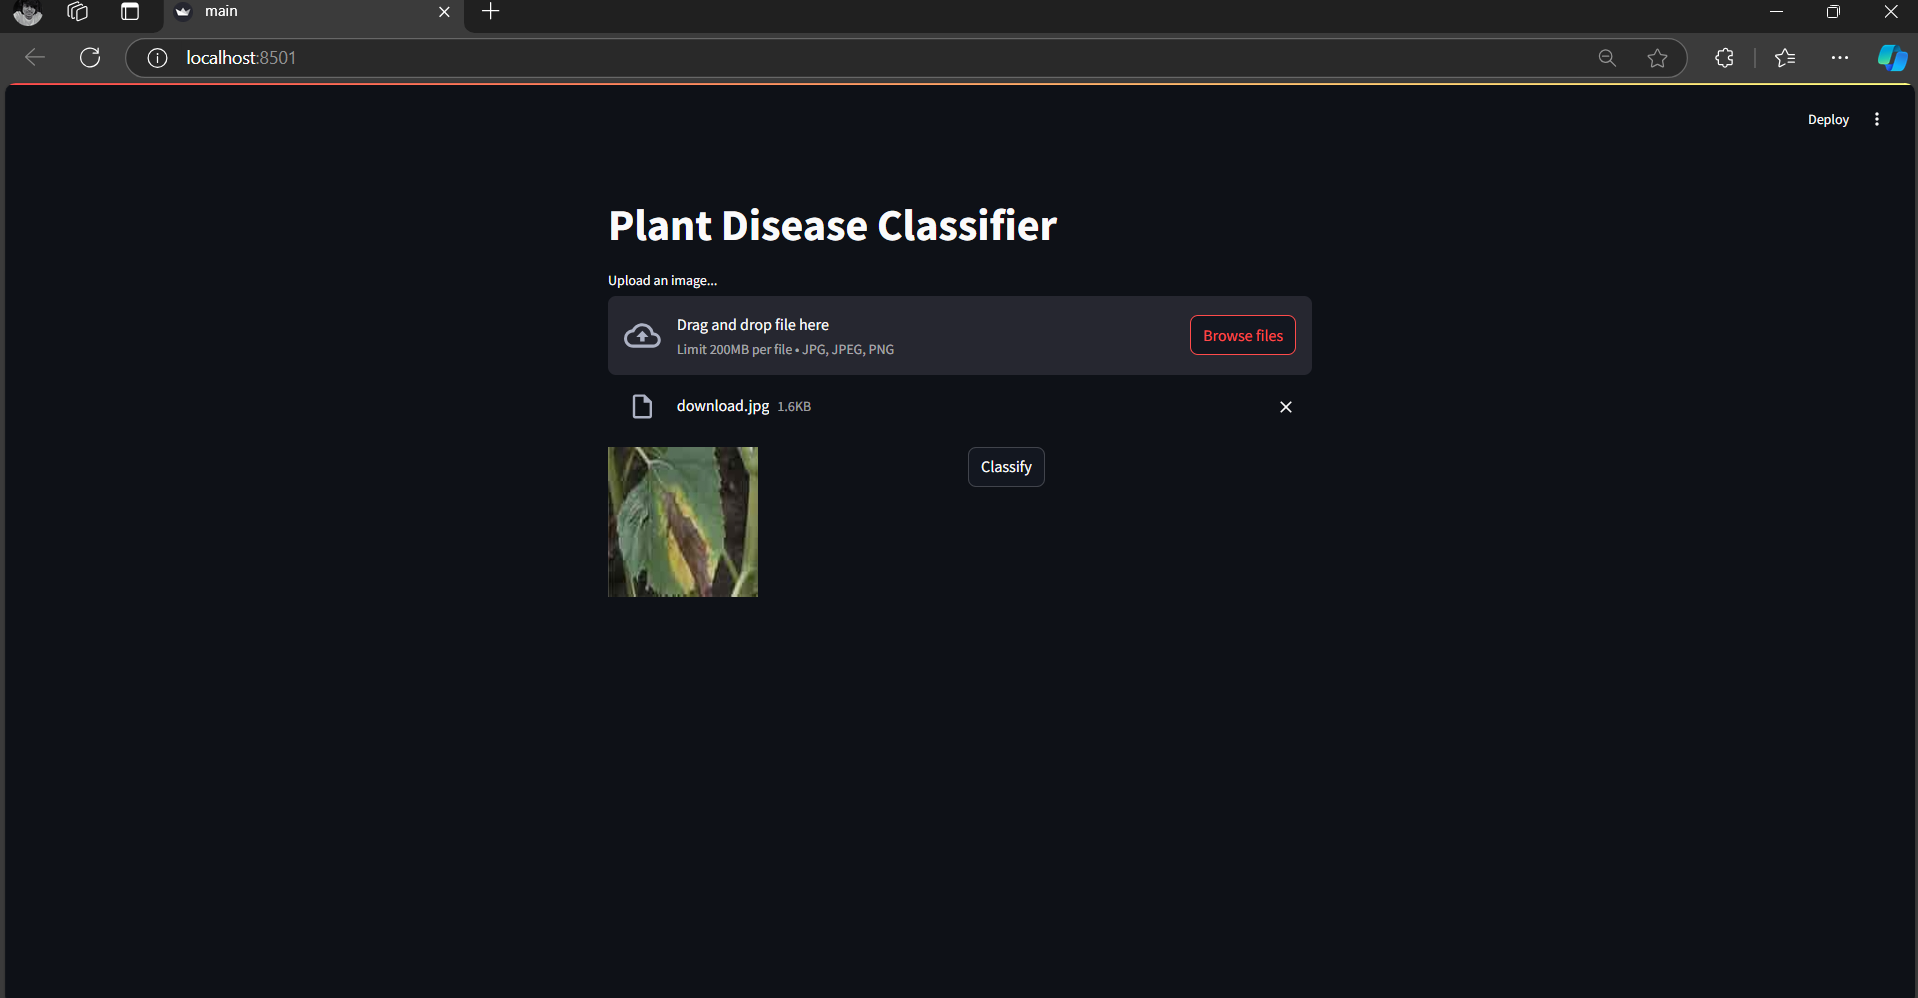 main
localhost:8501
Deploy
Plant Disease Classifier
Upload an image...
Drag and drop file here
Limit 200MB per file • JPG, JPEG, PNG
Browse files
download.jpg 1.6KB
Classify